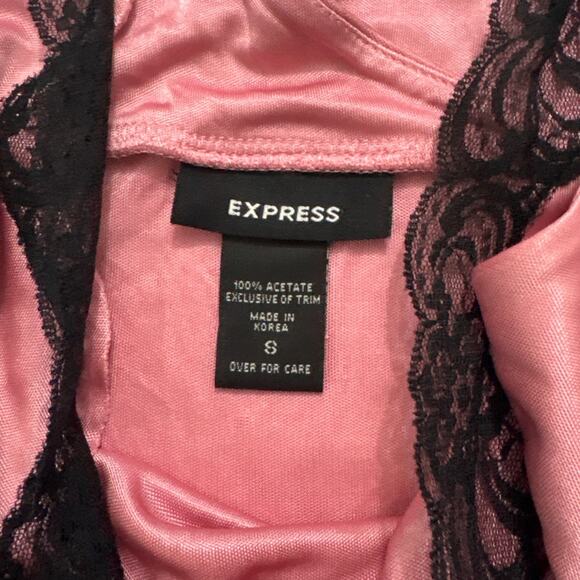 EXPRESS
100% ACETATE
EXCLUSIVE OF TRIM
MADE IN
KOREA
S
OVER FOR CARE